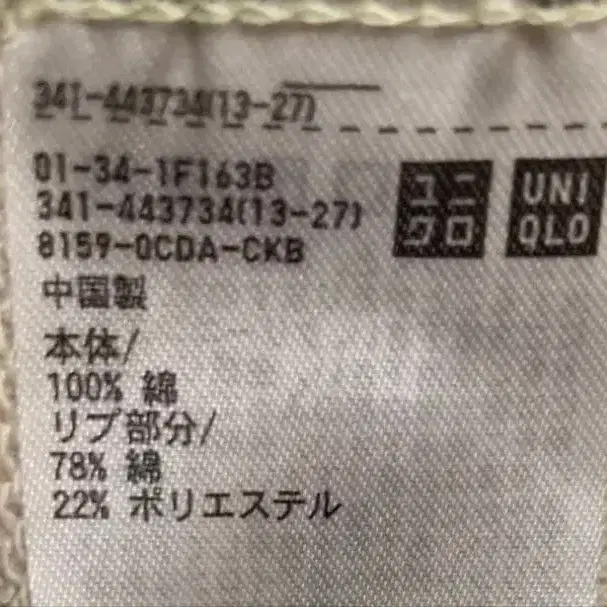 341-443734(13-27)
01-34-1F163B
341-443734(13-27)
8159-0CDA-CKB
ユニ
クロ
UNI
QLO
中国製
本体/
100% 綿
リブ部分/
78% 綿
22% ポリエステル